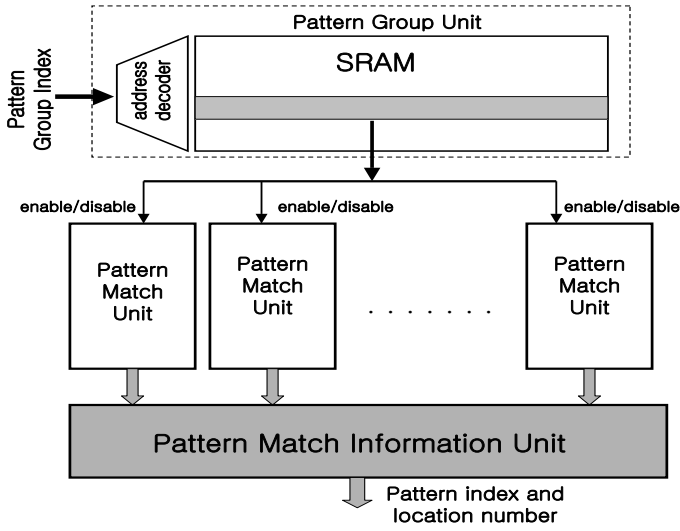 Pattern Group Unit
SRAM
Pattern
Group Index
address
decoder
enable/disable
enable/disable
enable/disable
Pattern
Match
Unit
Pattern
Match
Unit
. . . . . . .
Pattern
Match
Unit
Pattern Match Information Unit
Pattern index and
location number